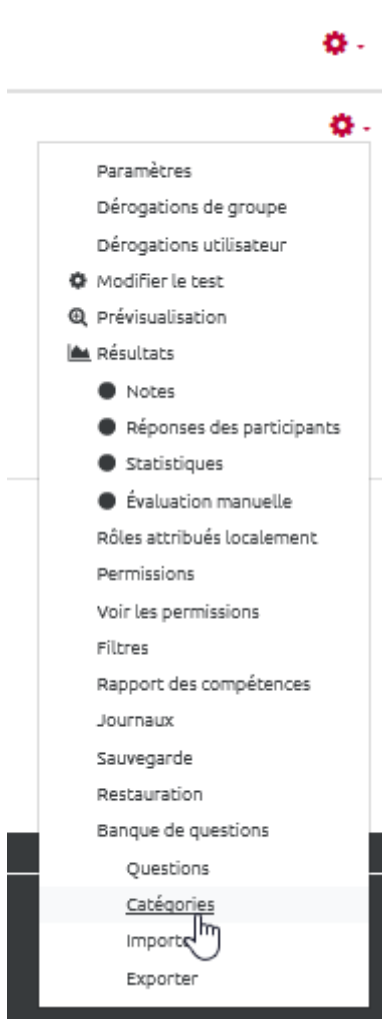 Paramètres
Dérogations de groupe
Dérogations utilisateur
Modifier le test
Prévisualisation
Résultats
Notes
Réponses des participants
Statistiques
Évaluation manuelle
Rôles attribués localement
Permissions
Voir les permissions
Filtres
Rapport des compétences
Journaux
Sauvegarde
Restauration
Banque de questions
Questions
Catégories
Exporter